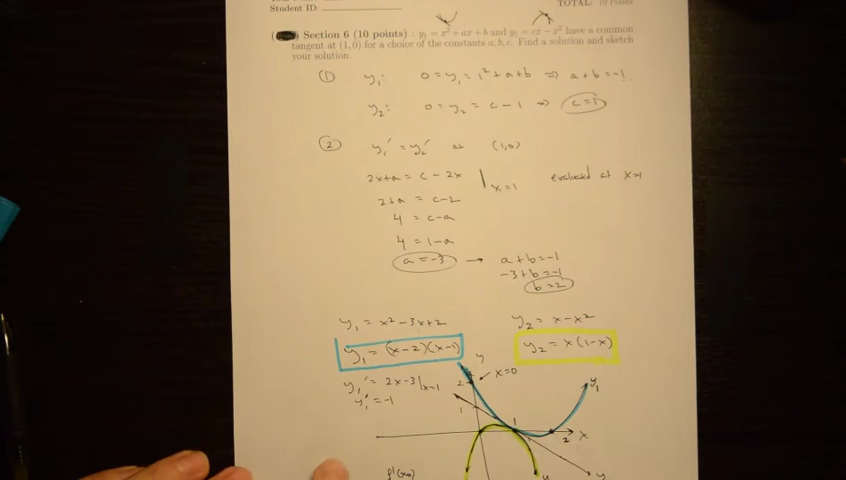 Student ID:
TOTAL: 10 Points
Section 6 (10 points) : y₁ = x² + ax + b and y₂ = cx − x² have a common
tangent at (1, 0) for a choice of the constants a, b, c. Find a solution and sketch
your solution.
① y₁: 0 = y₁ = 1² + a + b ⇒ a + b = -1
y₂: 0 = y₂ = c - 1 ⇒ c = 1
② y₁' = y₂' at (1,0)
2x + a = c - 2x | x=1 evaluated at x=1
2+a = c-2
4 = c-a
4 = 1-a
a = -3 → a+b=-1
-3+b=-1
b=2
y₁ = x² - 3x + 2 y₂ = x - x²
y₁ = (x-2)(x-1) y₂ = x(1-x)
y
x=0
y₁' = 2x-3|x=1 2 y₁
y₁' = -1 1
1 2 x
f'(x₀) y